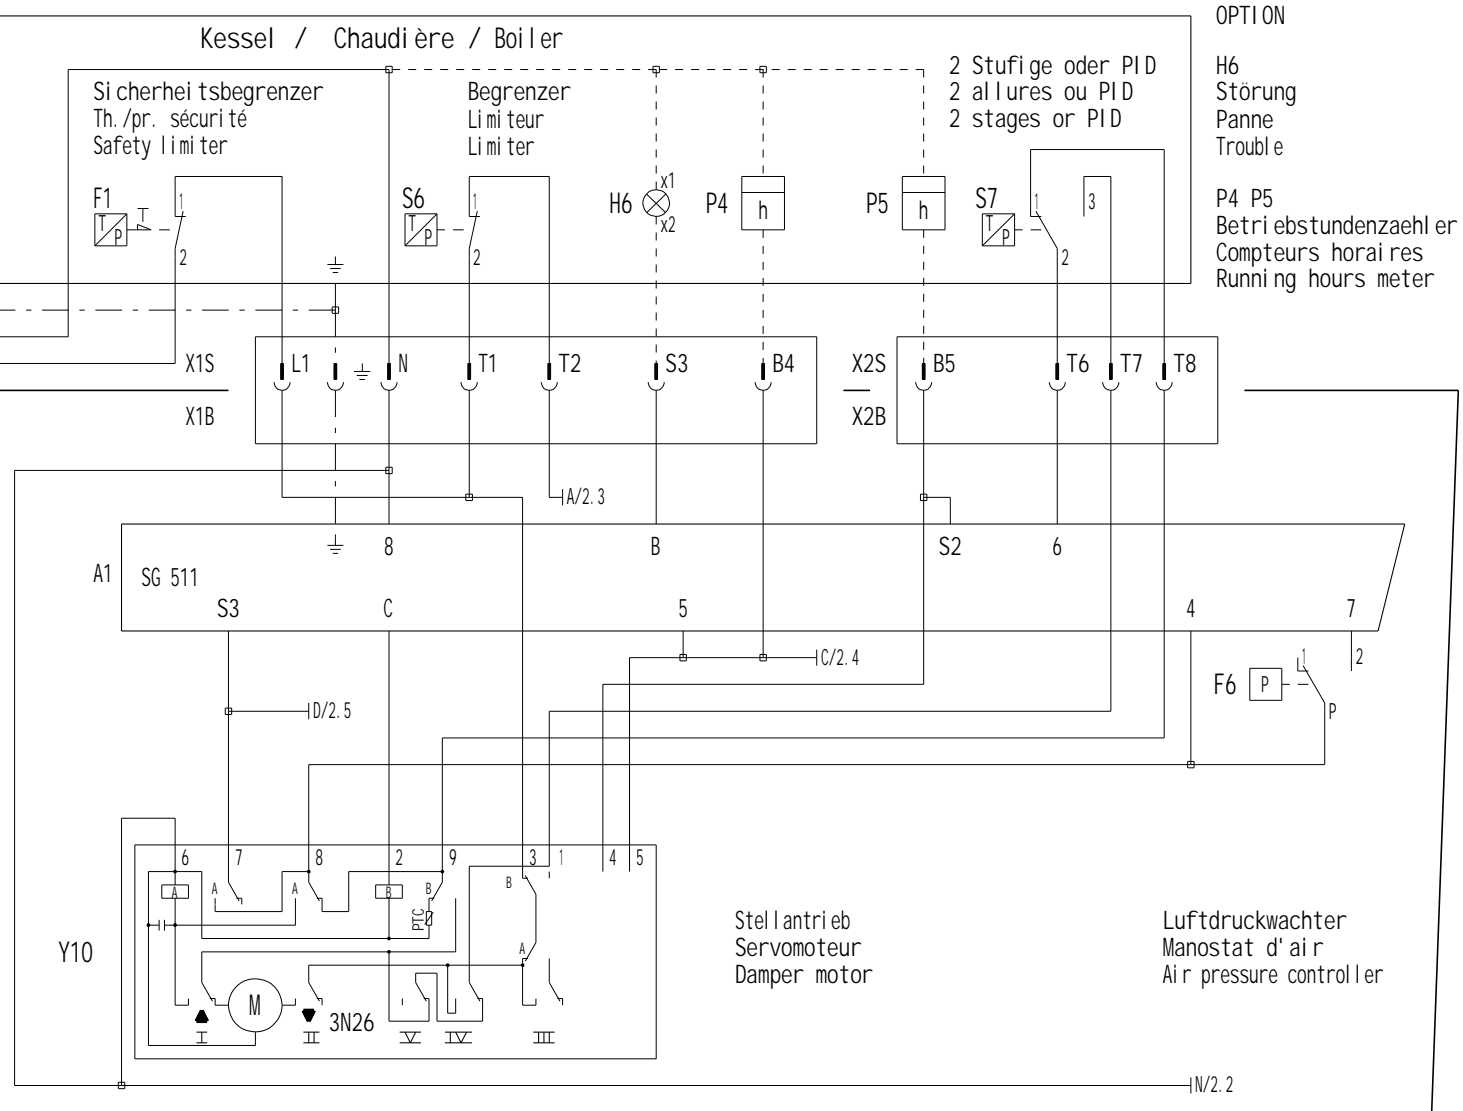 OPTION
Kessel / Chaudière / Boiler
2 Stufige oder PID
2 allures ou PID
2 stages or PID
H6
Störung
Panne
Trouble
Sicherheitsbegrenzer
Th./pr. sécurité
Safety limiter
Begrenzer
Limiteur
Limiter
P4 P5
Betriebstundenzaehler
Compteurs horaires
Running hours meter
F1
T
P
T
1
2
S6
T
P
1
2
H6
x1
x2
P4
h
P5
h
S7
T
P
1
2
3
X1S
L1
N
T1
T2
S3
B4
X2S
B5
T6
T7
T8
X1B
X2B
A/2.3
A1
SG 511
8
B
S2
6
S3
C
5
4
7
C/2.4
D/2.5
F6
P
1
2
P
6
7
8
2
9
3
1
4
5
A
A
A
B
B
PTC
B
A
Y10
M
3N26
I
II
V
IV
III
Stellantrieb
Servomoteur
Damper motor
Luftdruckwachter
Manostat d'air
Air pressure controller
N/2.2